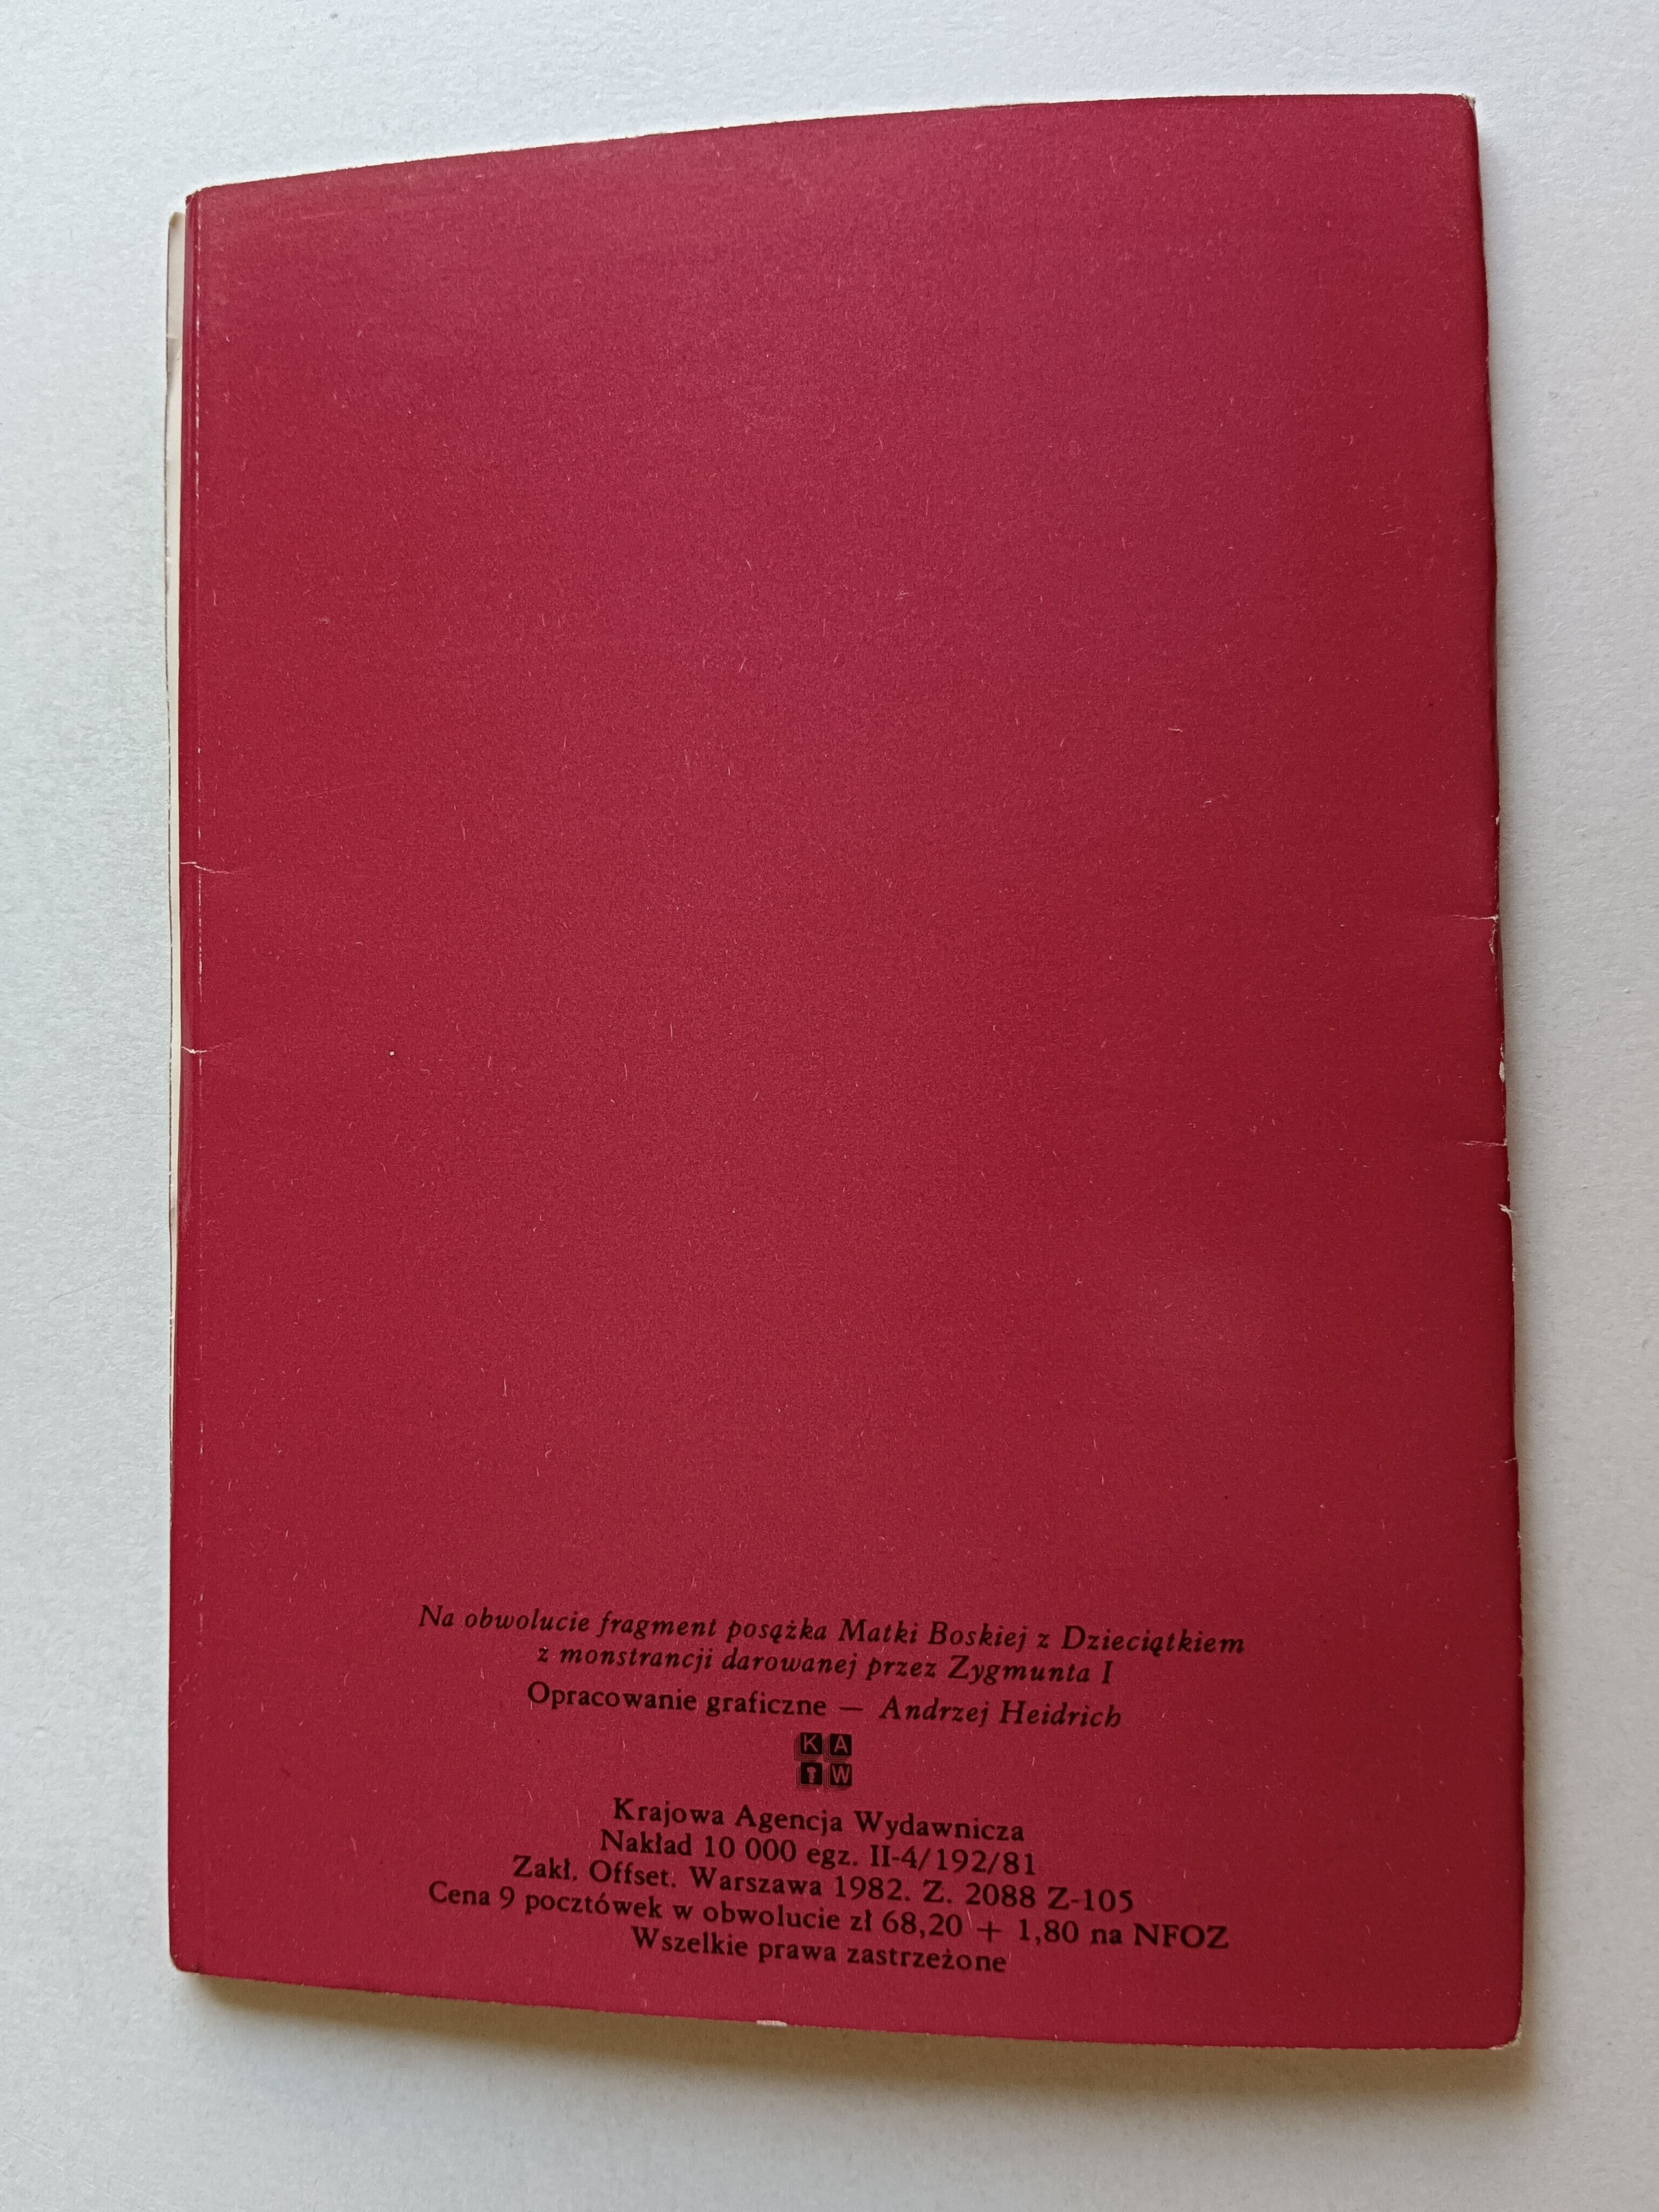 Na obwolucie fragment posążka Matki Boskiej z Dzieciątkiem
z monstrancji darowanej przez Zygmunta I
Opracowanie graficzne — Andrzej Heidrich
K A
W
Krajowa Agencja Wydawnicza
Nakład 10 000 egz. II-4/192/81
Zakł. Offset. Warszawa 1982. Z. 2088 Z-105
Cena 9 pocztówek w obwolucie zł 68,20 + 1,80 na NFOZ
Wszelkie prawa zastrzeżone